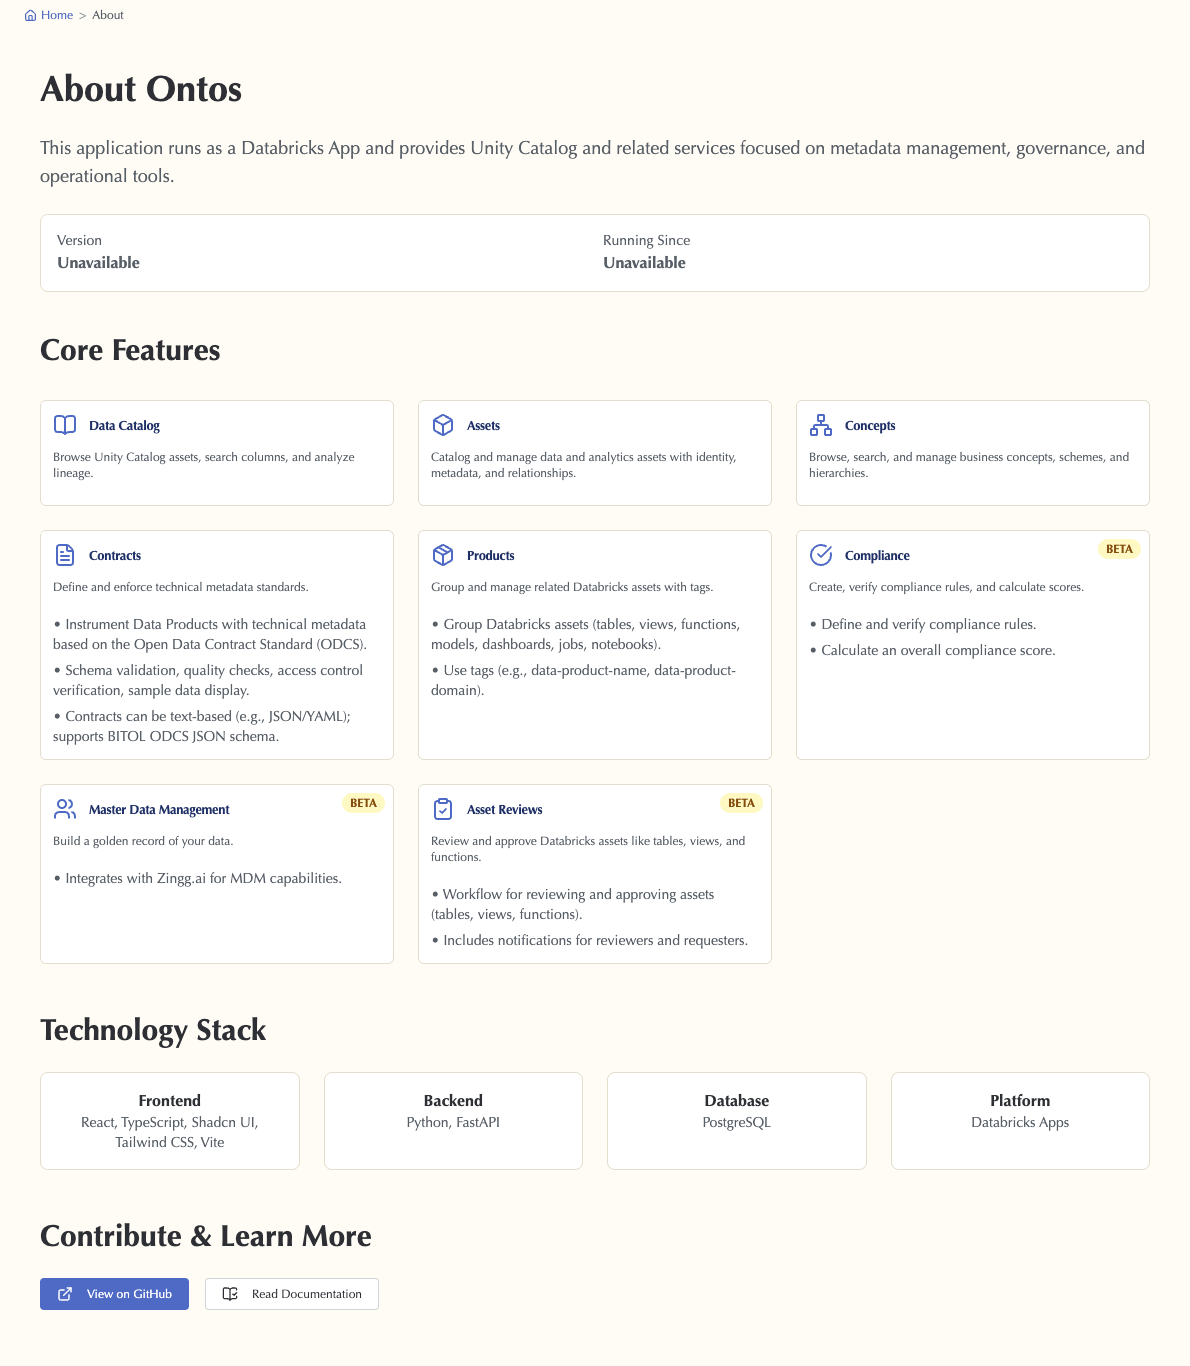 Home > About
About Ontos
This application runs as a Databricks App and provides Unity Catalog and related services focused on metadata management, governance, and
operational tools.
Version
Unavailable
Running Since
Unavailable
Core Features
Data Catalog
Browse Unity Catalog assets, search columns, and analyze
lineage.
Assets
Catalog and manage data and analytics assets with identity,
metadata, and relationships.
Concepts
Browse, search, and manage business concepts, schemes, and
hierarchies.
Contracts
Define and enforce technical metadata standards.
• Instrument Data Products with technical metadata
based on the Open Data Contract Standard (ODCS).
• Schema validation, quality checks, access control
verification, sample data display.
• Contracts can be text-based (e.g., JSON/YAML);
supports BITOL ODCS JSON schema.
Products
Group and manage related Databricks assets with tags.
• Group Databricks assets (tables, views, functions,
models, dashboards, jobs, notebooks).
• Use tags (e.g., data-product-name, data-product-
domain).
Compliance
BETA
Create, verify compliance rules, and calculate scores.
• Define and verify compliance rules.
• Calculate an overall compliance score.
Master Data Management
BETA
Build a golden record of your data.
• Integrates with Zingg.ai for MDM capabilities.
Asset Reviews
BETA
Review and approve Databricks assets like tables, views, and
functions.
• Workflow for reviewing and approving assets
(tables, views, functions).
• Includes notifications for reviewers and requesters.
Technology Stack
Frontend
React, TypeScript, Shadcn UI,
Tailwind CSS, Vite
Backend
Python, FastAPI
Database
PostgreSQL
Platform
Databricks Apps
Contribute & Learn More
View on GitHub
Read Documentation